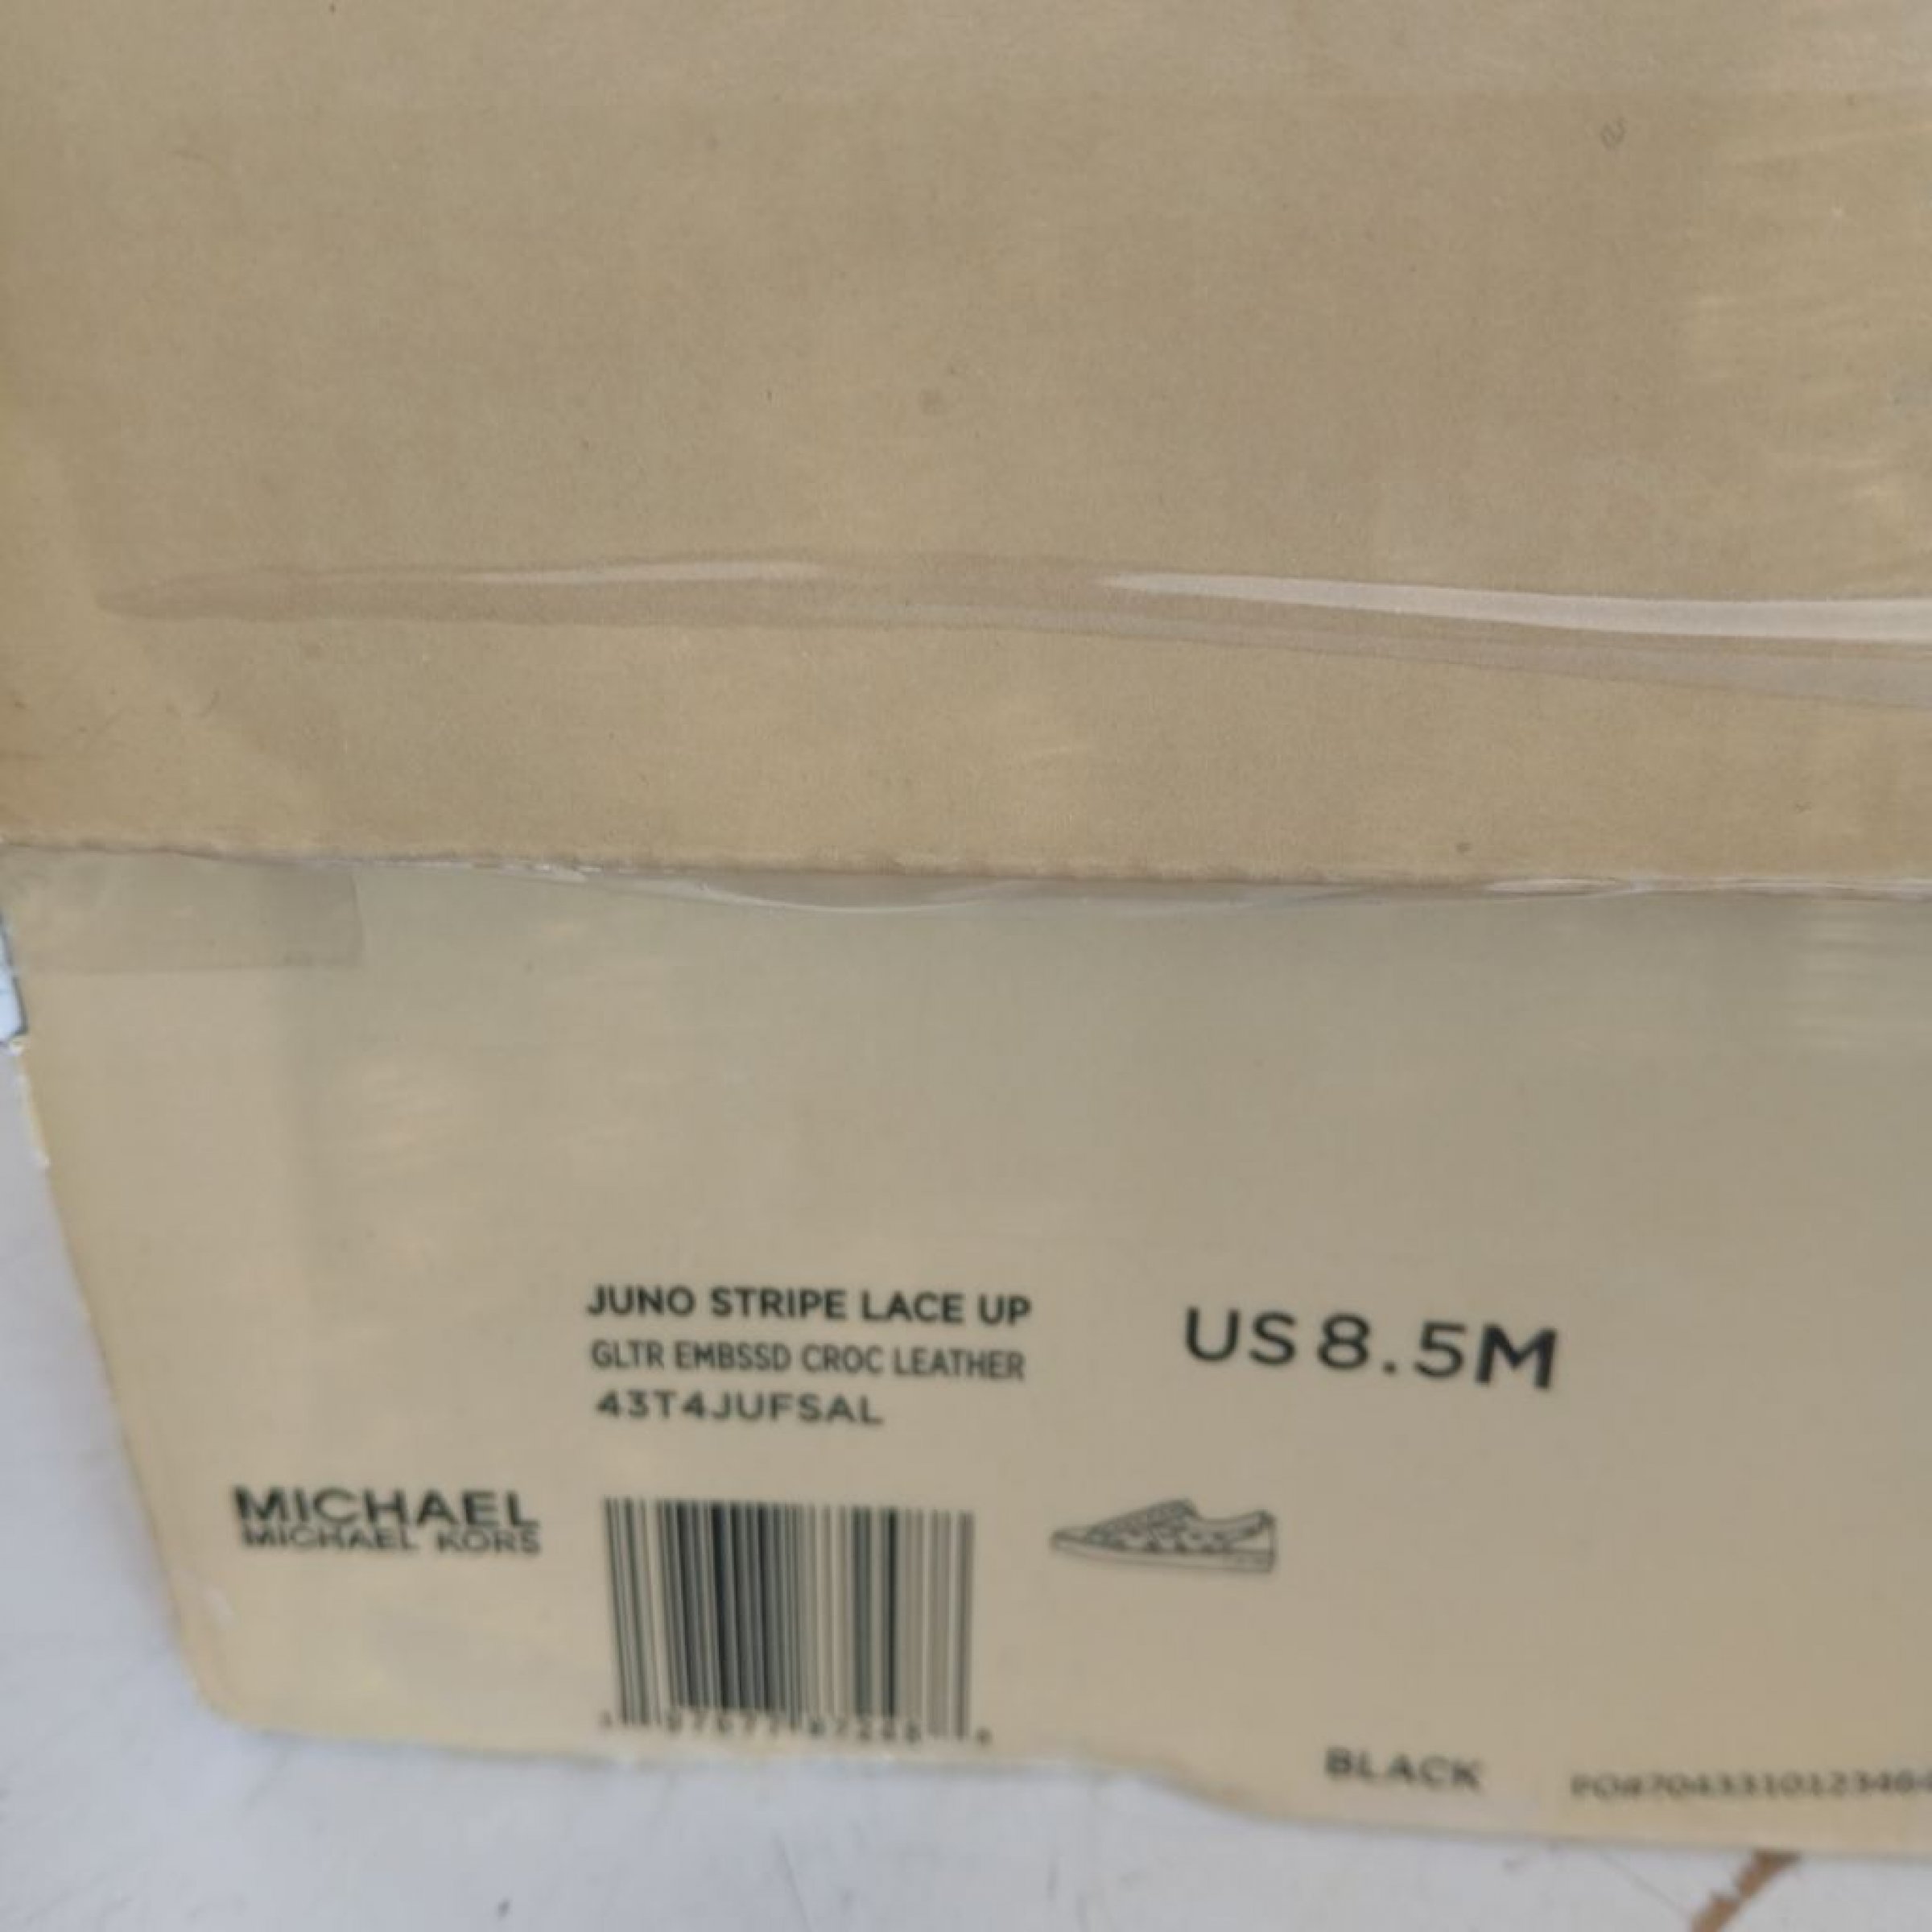 JUNO STRIPE LACE UP
GLTR EMBSSD CROC LEATHER
43T4JUFSAL
US 8.5M
MICHAEL
MICHAEL KORS
BLACK